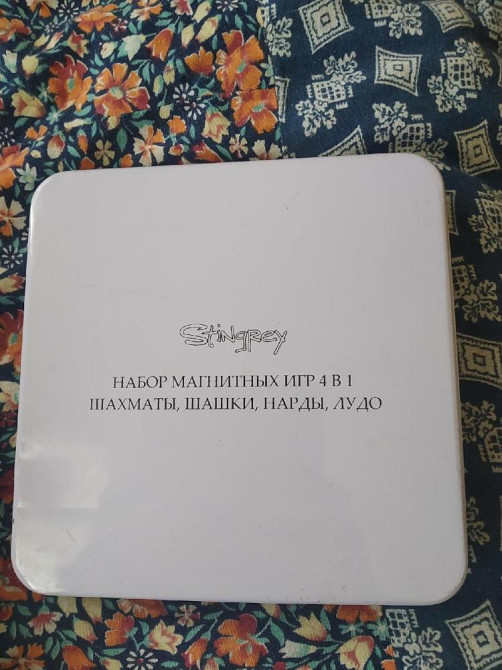 Stingrey
НАБОР МАГНИТНЫХ ИГР 4 В 1
ШАХМАТЫ, ШАШКИ, НАРДЫ, ЛУДО